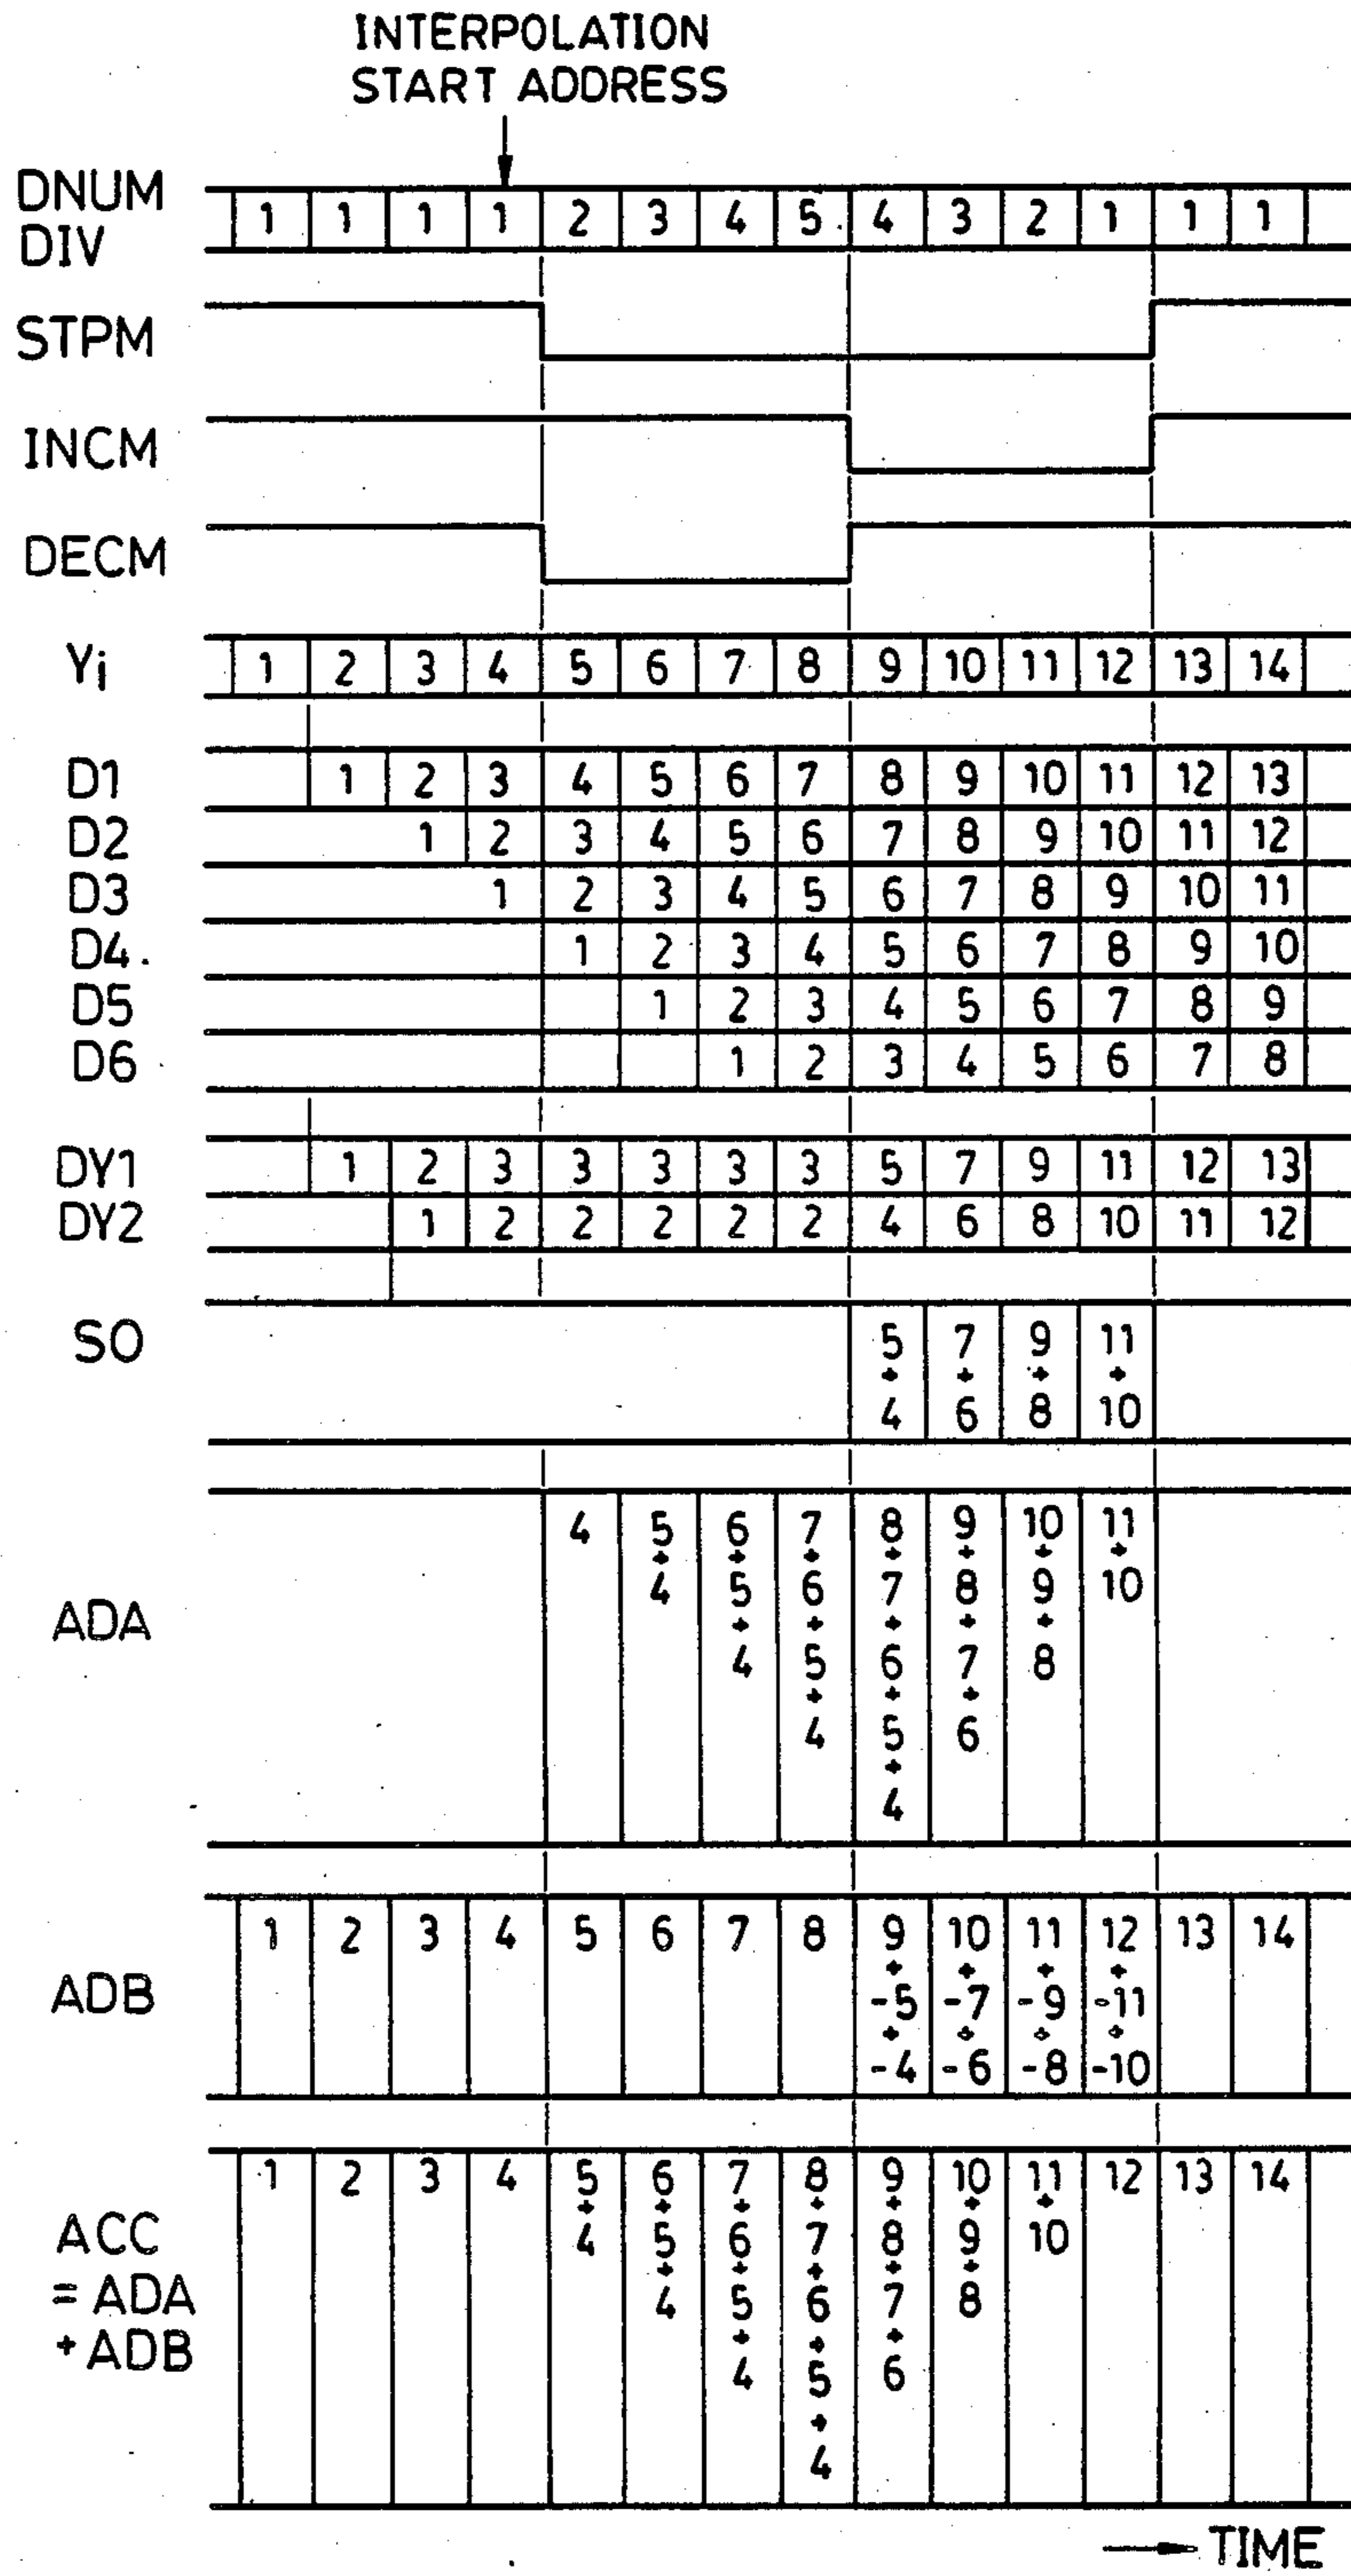 INTERPOLATION
START ADDRESS
DNUM
DIV
1 1 1 1 2 3 4 5 4 3 2 1 1 1
STPM
INCM
DECM
Yi 1 2 3 4 5 6 7 8 9 10 11 12 13 14
D1 1 2 3 4 5 6 7 8 9 10 11 12 13
D2 1 2 3 4 5 6 7 8 9 10 11 12
D3 1 2 3 4 5 6 7 8 9 10 11
D4 1 2 3 4 5 6 7 8 9 10
D5 1 2 3 4 5 6 7 8 9
D6 1 2 3 4 5 6 7 8
DY1 1 2 3 3 3 3 3 5 7 9 11 12 13
DY2 1 2 2 2 2 2 4 6 8 10 11 12
SO
5 7 9 11
+ + + +
4 6 8 10
ADA
4 5 6 7 8 9 10 11
+ + + + + + +
4 5 6 7 8 9 10
+ + + + +
4 5 6 7 8
+ + +
4 5 6
+
4
ADB
1 2 3 4 5 6 7 8 9 10 11 12 13 14
+ + + +
-5 -7 -9 -11
+ + + +
-4 -6 -8 -10
ACC
= ADA
+ ADB
1 2 3 4 5 6 7 8 9 10 11 12 13 14
+ + + + + + +
4 5 6 7 8 9 10
+ + + + +
4 5 6 7 8
+ + +
4 5 6
+
4
→ TIME